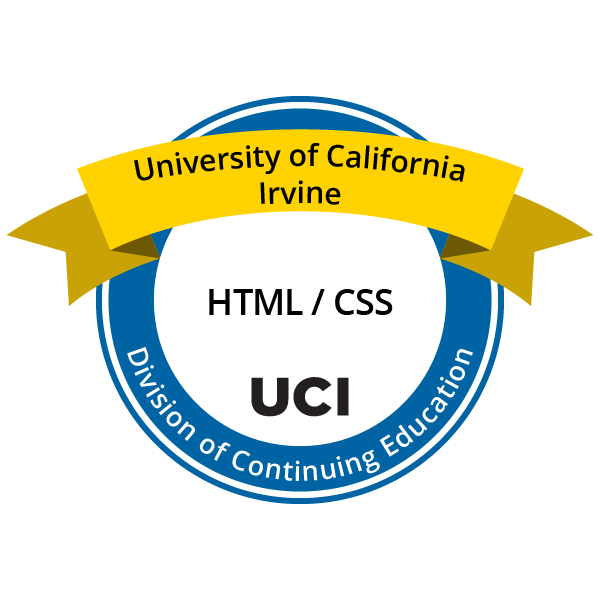 University of California
Irvine
HTML / CSS
UCI
Division of Continuing Education